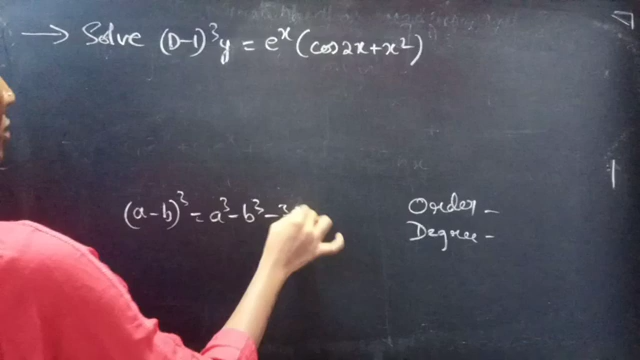 → Solve (D-1)³y = eˣ (cos2x+x²)
(a-b)³ = a³-b³-3
Order -
Degree -